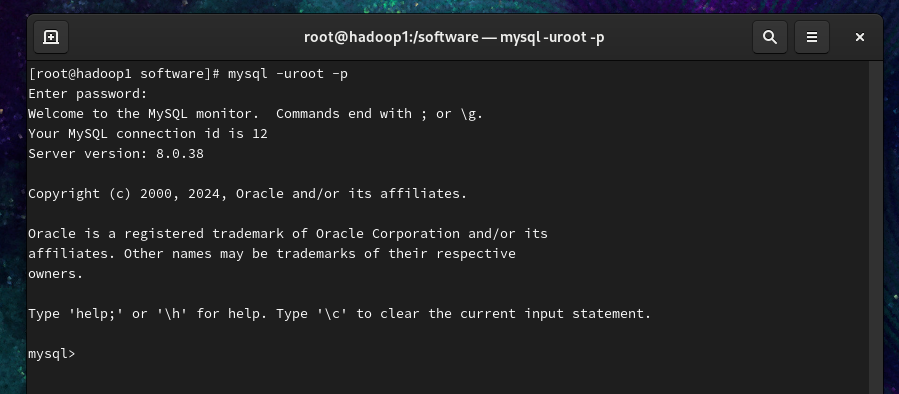 root@hadoop1:/software — mysql -uroot -p
[root@hadoop1 software]# mysql -uroot -p
Enter password:
Welcome to the MySQL monitor.  Commands end with ; or \g.
Your MySQL connection id is 12
Server version: 8.0.38

Copyright (c) 2000, 2024, Oracle and/or its affiliates.

Oracle is a registered trademark of Oracle Corporation and/or its
affiliates. Other names may be trademarks of their respective
owners.

Type 'help;' or '\h' for help. Type '\c' to clear the current input statement.

mysql>